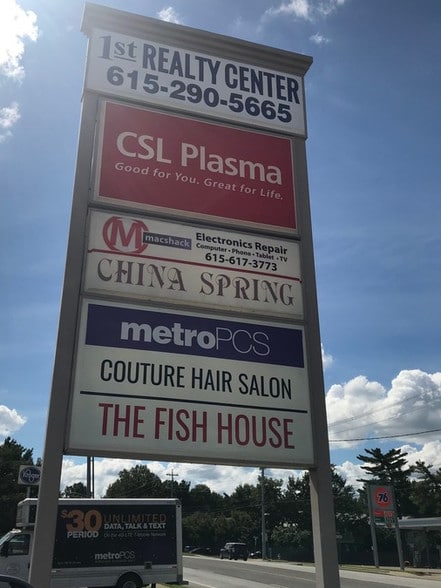 1st REALTY CENTER
615-290-5665
CSL Plasma
Good for You. Great for Life.
M macshack Electronics Repair
Computer • Phone • Tablet • TV
615-617-3773
CHINA SPRING
metroPCS
COUTURE HAIR SALON
THE FISH HOUSE
$30 UNLIMITED
PERIOD DATA, TALK & TEXT
metroPCS
76